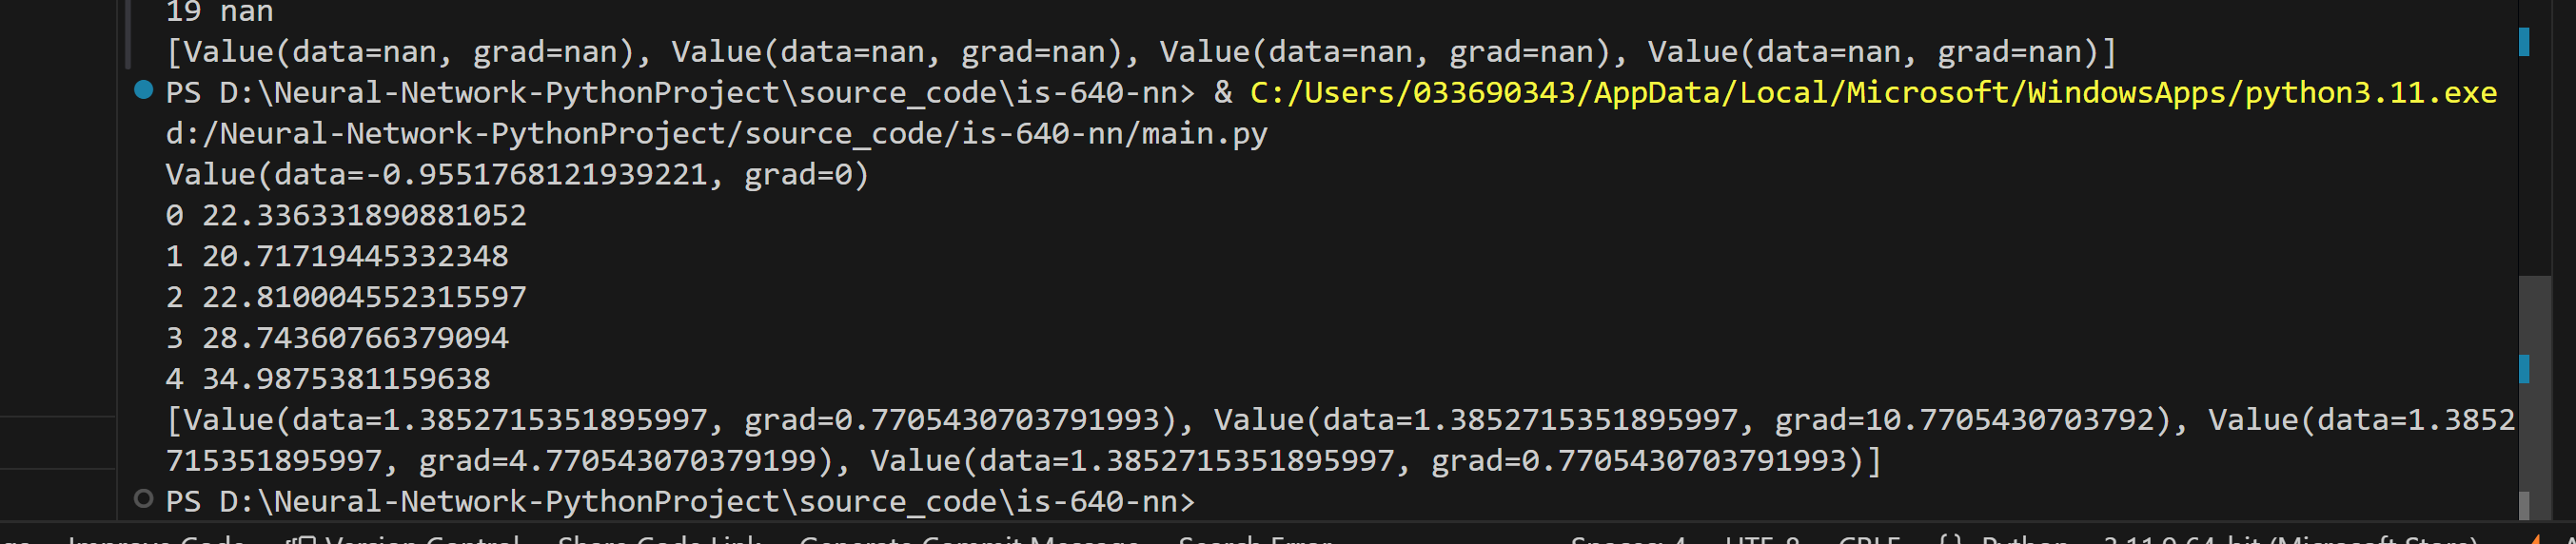 19 nan
[Value(data=nan, grad=nan), Value(data=nan, grad=nan), Value(data=nan, grad=nan), Value(data=nan, grad=nan)]
PS D:\Neural-Network-PythonProject\source_code\is-640-nn> & C:/Users/033690343/AppData/Local/Microsoft/WindowsApps/python3.11.exe
d:/Neural-Network-PythonProject/source_code/is-640-nn/main.py
Value(data=-0.9551768121939221, grad=0)
0 22.336331890881052
1 20.71719445332348
2 22.810004552315597
3 28.74360766379094
4 34.9875381159638
[Value(data=1.3852715351895997, grad=0.7705430703791993), Value(data=1.3852715351895997, grad=10.7705430703792), Value(data=1.3852
715351895997, grad=4.770543070379199), Value(data=1.3852715351895997, grad=0.7705430703791993)]
PS D:\Neural-Network-PythonProject\source_code\is-640-nn>
Improve Code Version Control Share Code Link Generate Commit Message Search Error Spaces: 4 UTF-8 CRLF {} Python 3.11.9 64-bit (Microsoft Store)